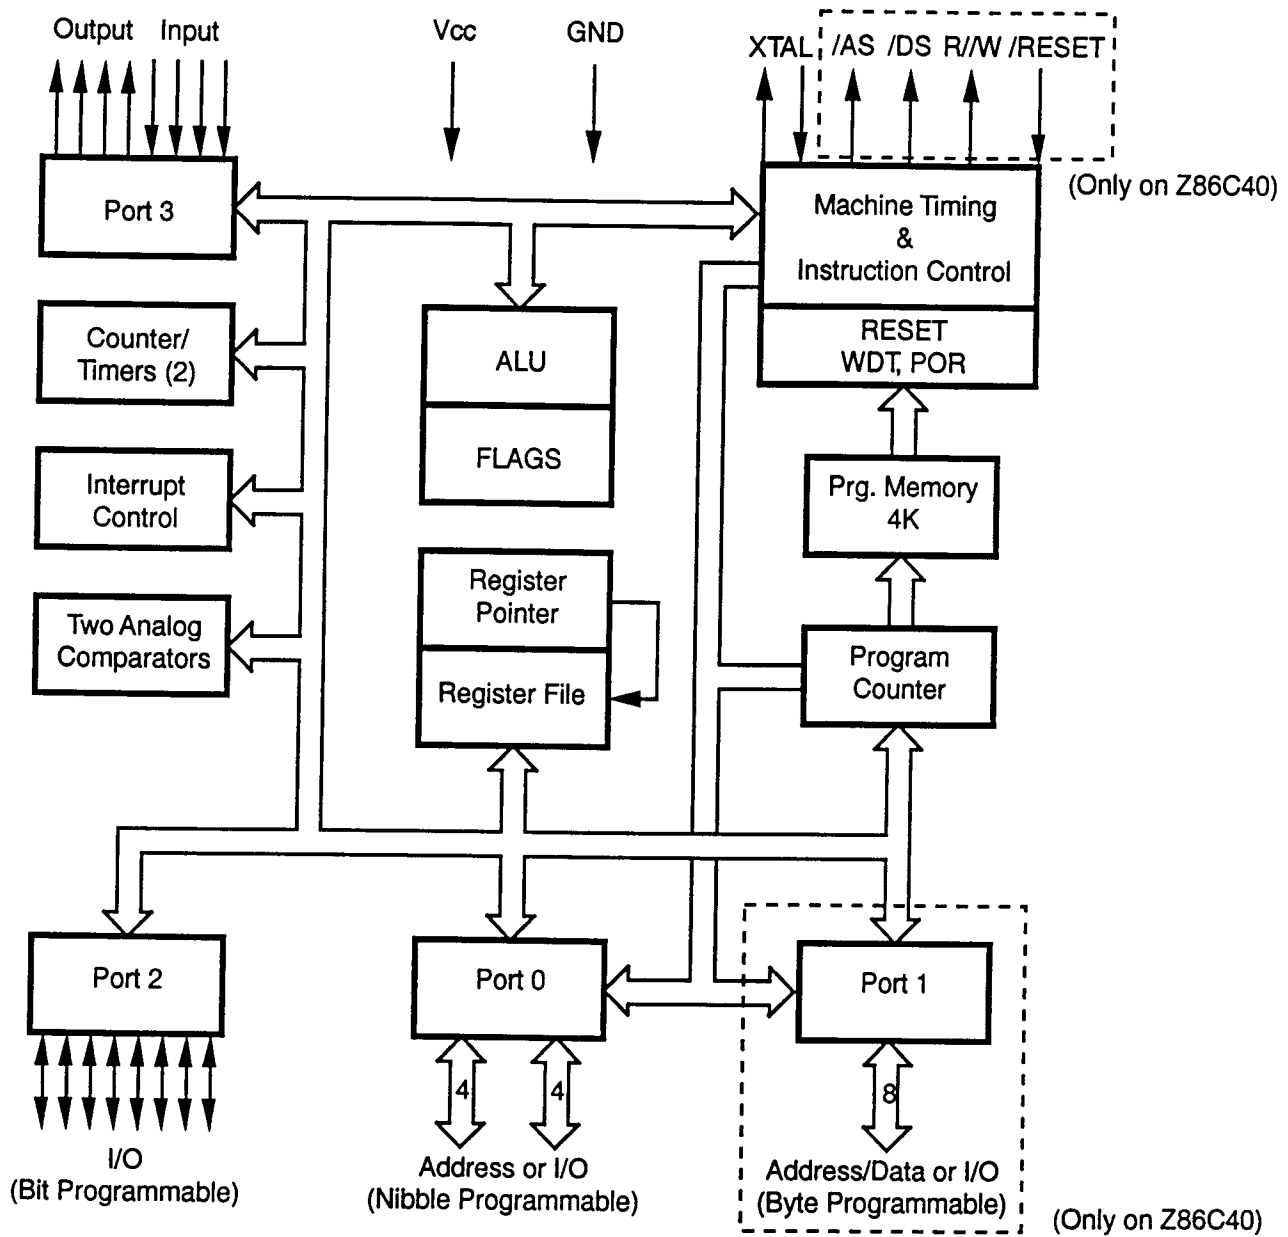 Output Input
Vcc
GND
XTAL /AS /DS R//W /RESET
(Only on Z86C40)
Port 3
Machine Timing
&
Instruction Control
RESET
WDT, POR
Counter/
Timers (2)
ALU
FLAGS
Interrupt
Control
Prg. Memory
4K
Register
Pointer
Two Analog
Comparators
Register File
Program
Counter
Port 2
Port 0
Port 1
4
4
8
I/O
(Bit Programmable)
Address or I/O
(Nibble Programmable)
Address/Data or I/O
(Byte Programmable)
(Only on Z86C40)